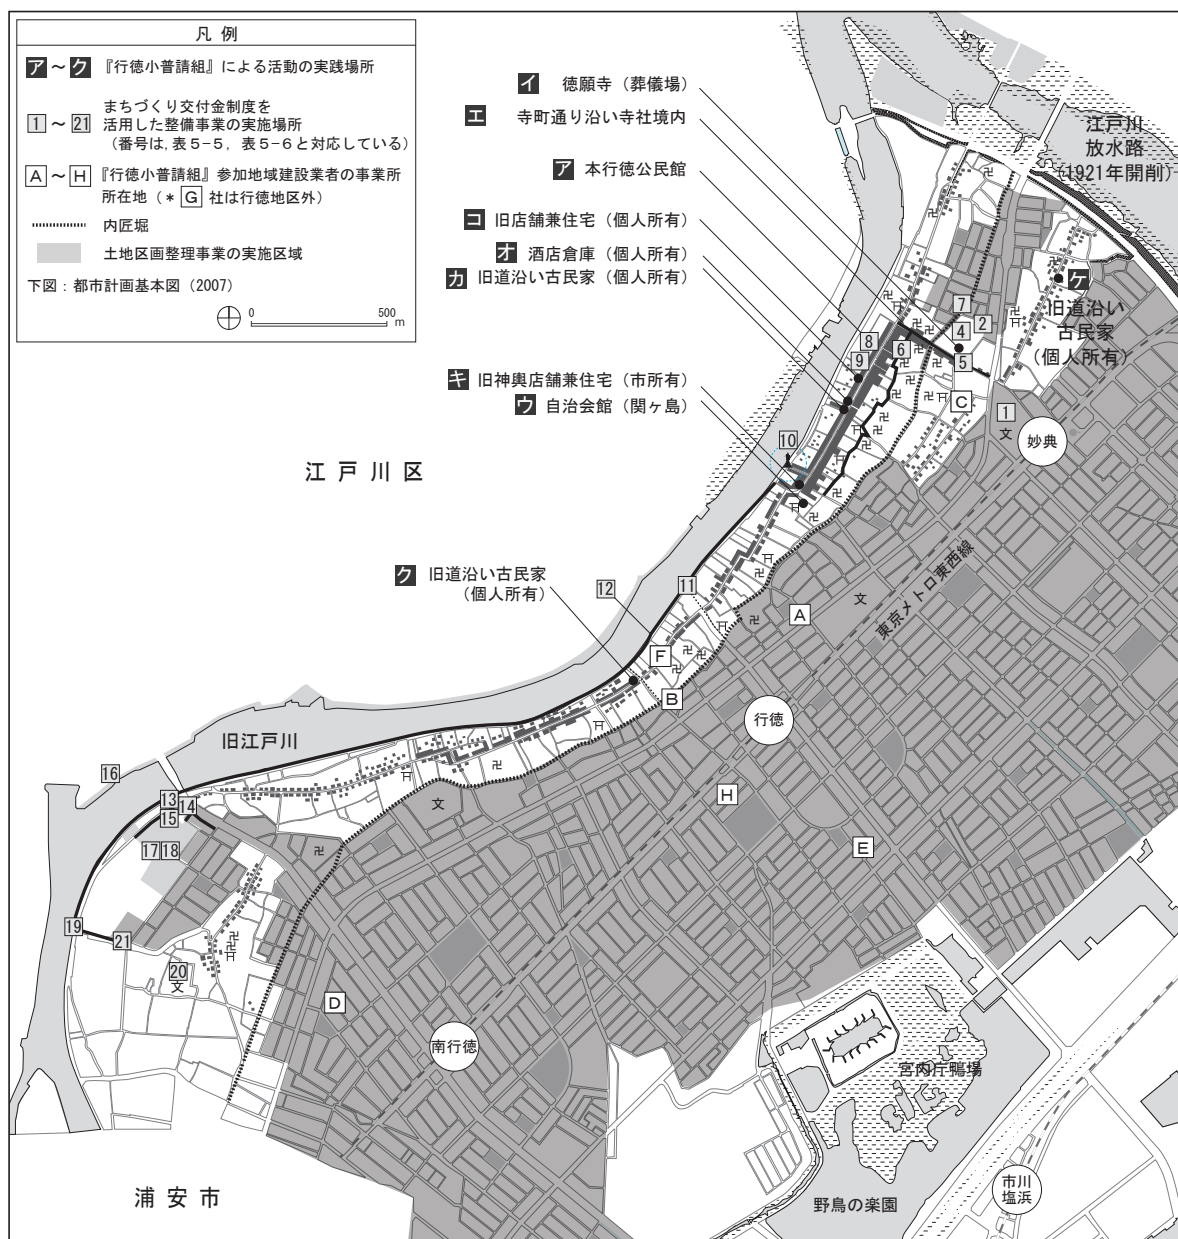 凡 例
ア ～ ク 『行徳小普請組』による活動の実践場所
1 ～ 21 まちづくり交付金制度を
活用した整備事業の実施場所
（番号は, 表5-5, 表5-6と対応している）
A ～ H 『行徳小普請組』参加地域建設業者の事業所
所在地（* G 社は行徳地区外）
内匠堀
土地区画整理事業の実施区域
下図：都市計画基本図（2007）
0 500 m
イ 徳願寺（葬儀場）
エ 寺町通り沿い寺社境内
ア 本行徳公民館
コ 旧店舗兼住宅（個人所有）
オ 酒店倉庫（個人所有）
カ 旧道沿い古民家（個人所有）
キ 旧神輿店舗兼住宅（市所有）
ウ 自治会館（関ヶ島）
ク 旧道沿い古民家
（個人所有）
江戸川
放水路
（1921年開削）
ケ
旧道沿い
古民家
（個人所有）
7
4
2
8
6
9
5
C
1
文
妙典
10
江 戸 川 区
12
11
A
文
東京メトロ東西線
F
B
行徳
旧江戸川
16
13
14
15
17
18
文
H
E
19
21
20
文
D
南行徳
宮内庁鴨場
野鳥の楽園
市川
塩浜
浦 安 市